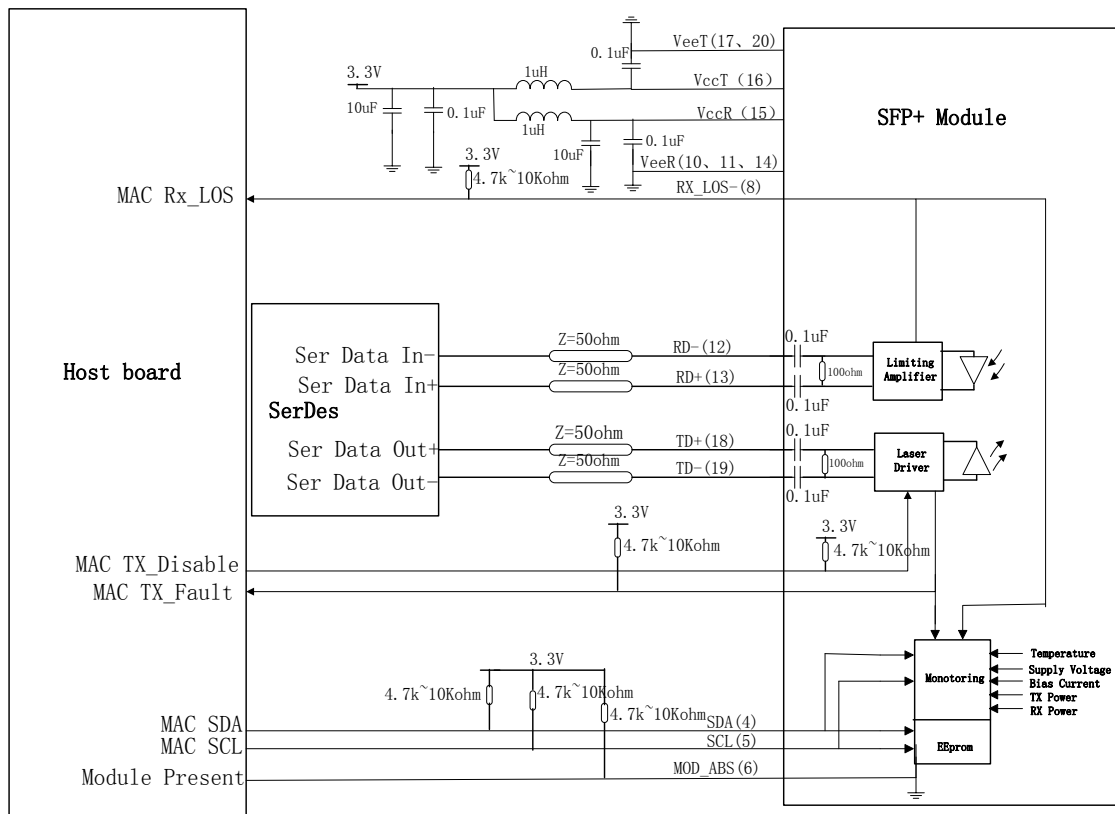 VeeT(17、20)
0.1uF
1uH
3.3V
VccT (16)
10uF
0.1uF
VccR (15)
1uH
SFP+ Module
10uF
0.1uF
3.3V
VeeR(10、11、14)
4.7k~10Kohm
RX_LOS-(8)
MAC Rx_LOS
0.1uF
Z=50ohm
RD-(12)
Ser Data In-
Host board
Z=50ohm
100ohm
Limiting
Amplifier
Ser Data In+
RD+(13)
SerDes
0.1uF
0.1uF
Z=50ohm
TD+(18)
Ser Data Out+
Z=50ohm
100ohm
Laser
Driver
TD-(19)
Ser Data Out-
0.1uF
3.3V
3.3V
4.7k~10Kohm
4.7k~10Kohm
MAC TX_Disable
MAC TX_Fault
Temperature
3.3V
Supply Voltage
Monotoring
Bias Current
4.7k~10Kohm
4.7k~10Kohm
TX Power
4.7k~10Kohm
RX Power
MAC SDA
SDA(4)
MAC SCL
SCL(5)
EEprom
Module Present
MOD_ABS(6)